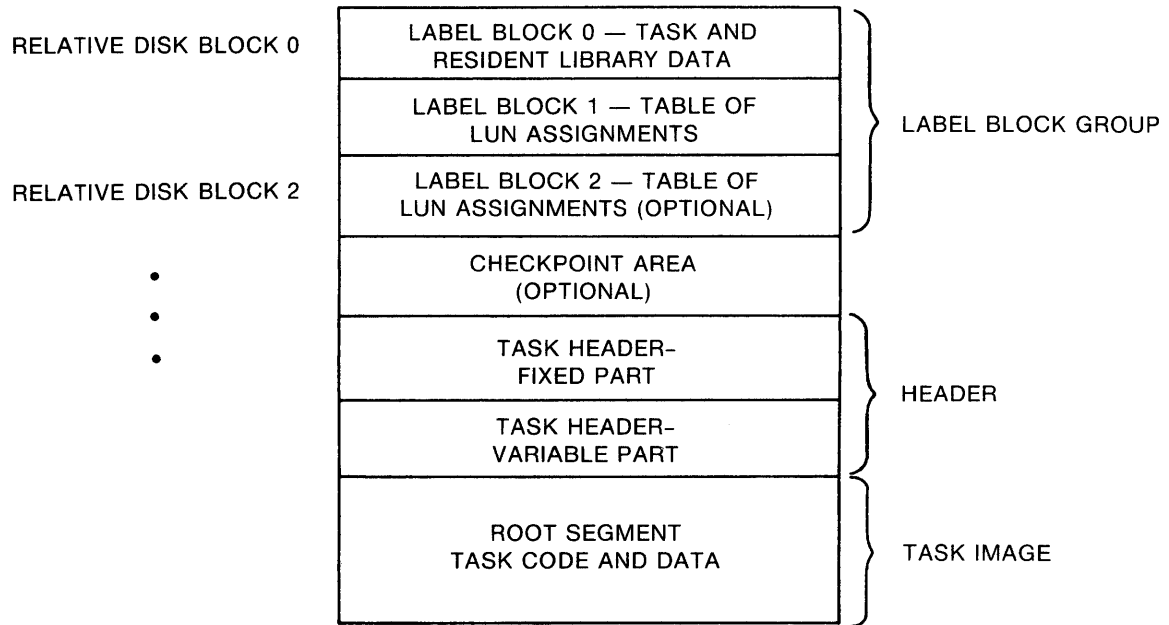 RELATIVE DISK BLOCK 0
LABEL BLOCK 0 — TASK AND
RESIDENT LIBRARY DATA
LABEL BLOCK 1 — TABLE OF
LUN ASSIGNMENTS
LABEL BLOCK GROUP
RELATIVE DISK BLOCK 2
LABEL BLOCK 2 — TABLE OF
LUN ASSIGNMENTS (OPTIONAL)
CHECKPOINT AREA
(OPTIONAL)
TASK HEADER–
FIXED PART
HEADER
TASK HEADER–
VARIABLE PART
ROOT SEGMENT
TASK CODE AND DATA
TASK IMAGE